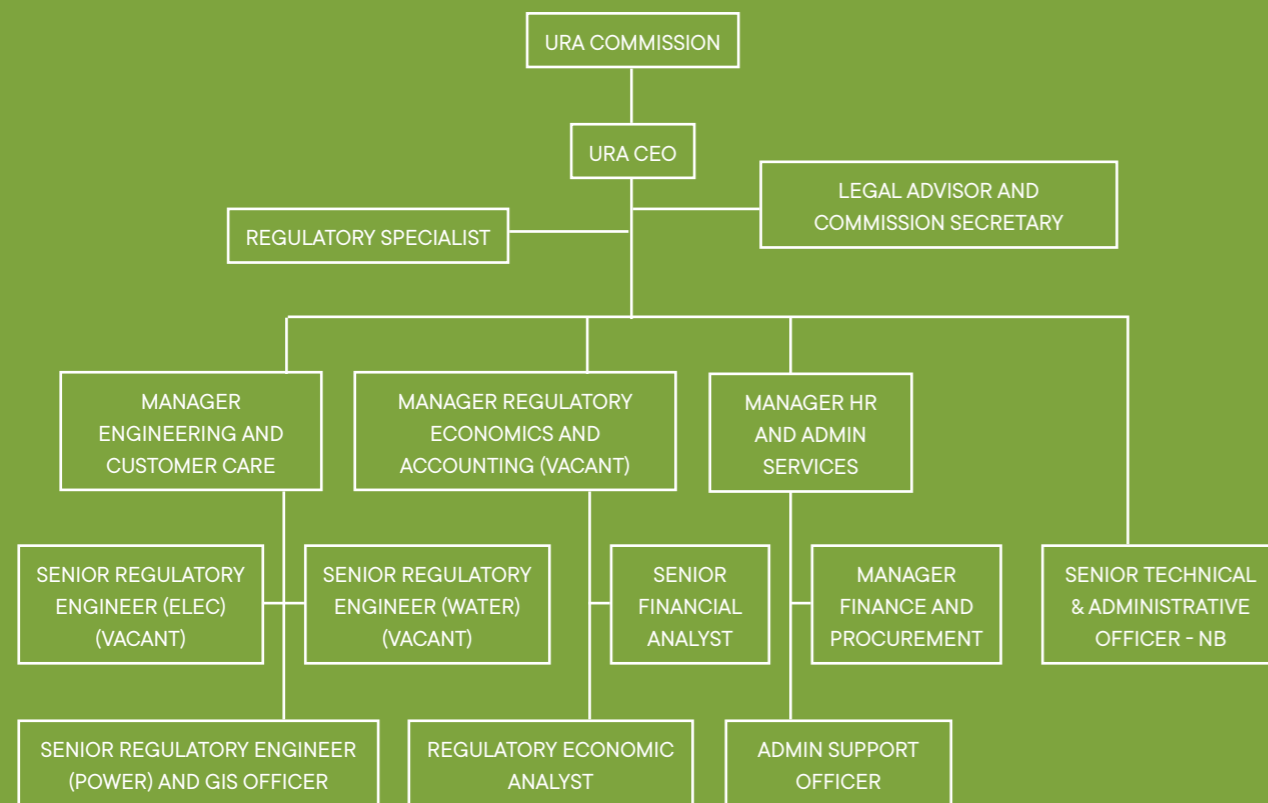 URA COMMISSION
URA CEO
LEGAL ADVISOR AND
COMMISSION SECRETARY
REGULATORY SPECIALIST
MANAGER
ENGINEERING AND
CUSTOMER CARE
MANAGER REGULATORY
ECONOMICS AND
ACCOUNTING (VACANT)
MANAGER HR
AND ADMIN
SERVICES
SENIOR REGULATORY
ENGINEER (ELEC)
(VACANT)
SENIOR REGULATORY
ENGINEER (WATER)
(VACANT)
SENIOR
FINANCIAL
ANALYST
MANAGER
FINANCE AND
PROCUREMENT
SENIOR TECHNICAL
& ADMINISTRATIVE
OFFICER - NB
SENIOR REGULATORY ENGINEER
(POWER) AND GIS OFFICER
REGULATORY ECONOMIC
ANALYST
ADMIN SUPPORT
OFFICER